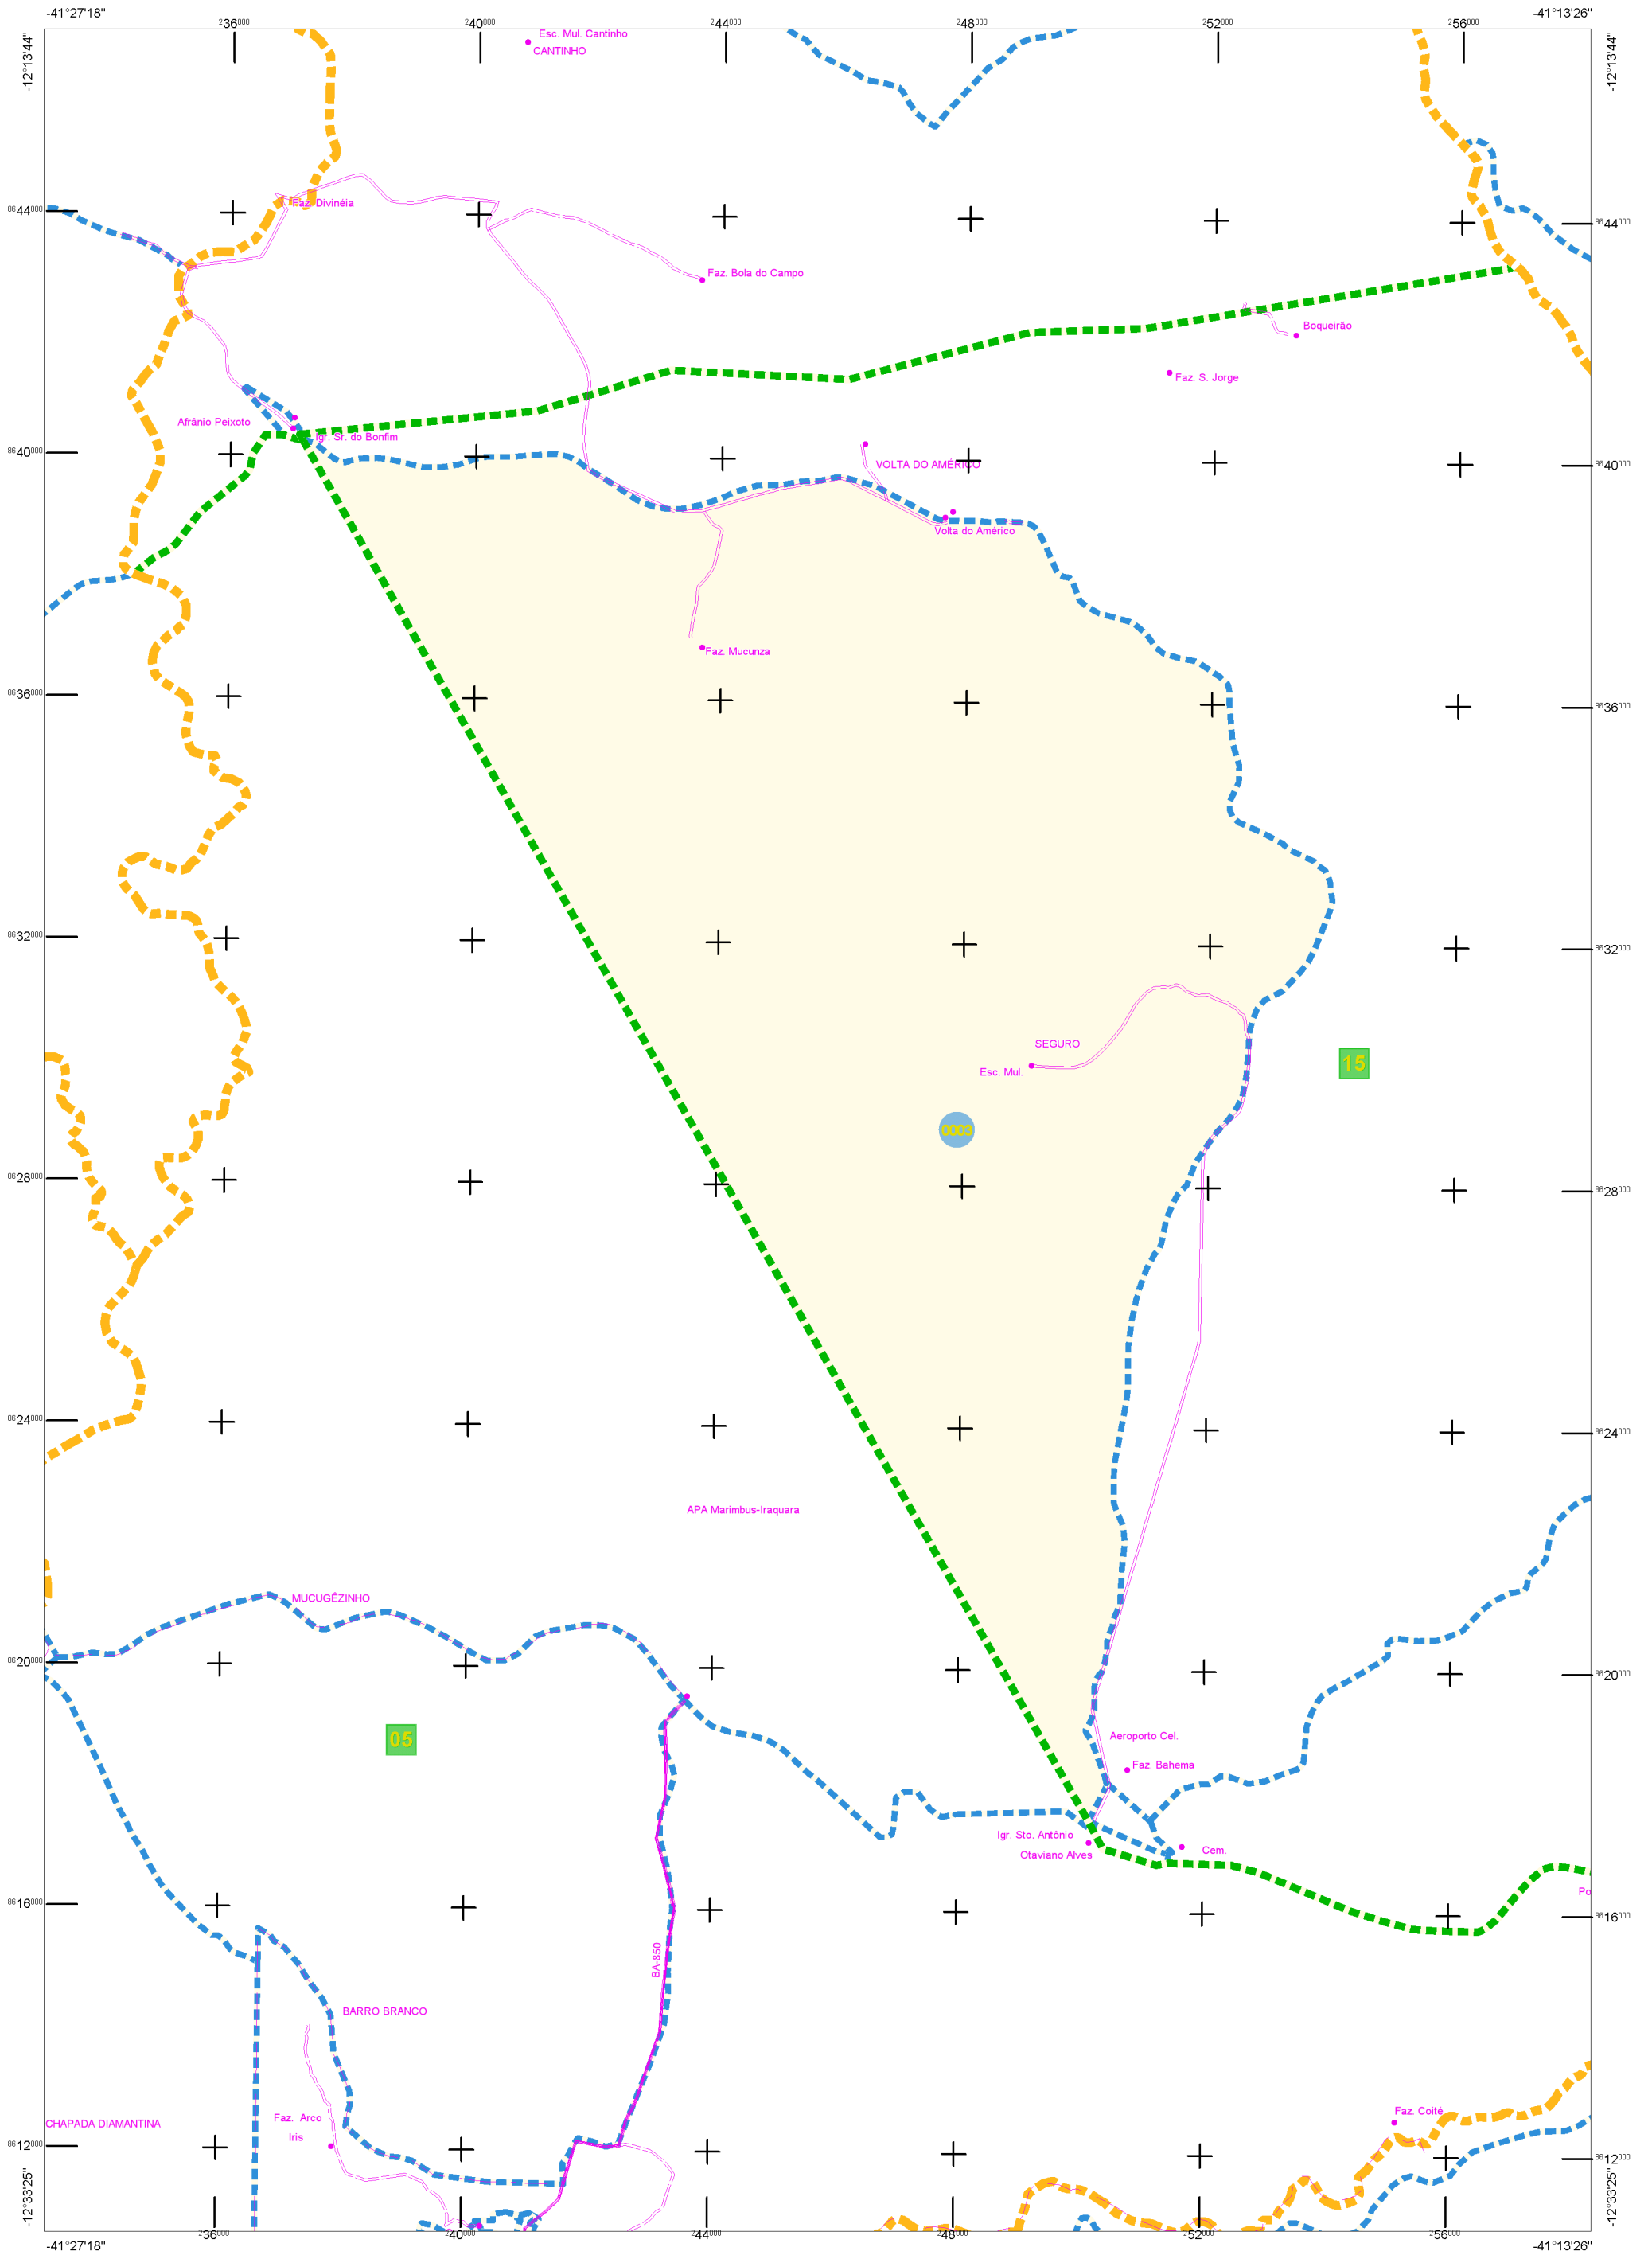 -41°27'18"
-41°13'26"
236000
240000
244000
248000
252000
256000
-12°13'44"
-12°13'44"
Esc. Mul. Cantinho
CANTINHO
Faz. Divinéia
8644000
8644000
Faz. Bola do Campo
Boqueirão
Faz. S. Jorge
Afrânio Peixoto
Igr. Sr. do Bonfim
8640000
8640000
VOLTA DO AMÉRICO
Volta do Américo
Faz. Mucunza
8636000
8636000
8632000
8632000
SEGURO
Esc. Mul.
15
0003
8628000
8628000
8624000
8624000
APA Marimbus-Iraquara
MUCUGÊZINHO
8620000
8620000
05
Aeroporto Cel.
Faz. Bahema
Igr. Sto. Antônio
Otaviano Alves
Cem.
Po
8616000
8616000
BA-850
BARRO BRANCO
Faz. Arco
Iris
CHAPADA DIAMANTINA
Faz. Coité
8612000
8612000
-12°33'25"
-12°33'25"
236000
240000
244000
248000
252000
256000
-41°27'18"
-41°13'26"